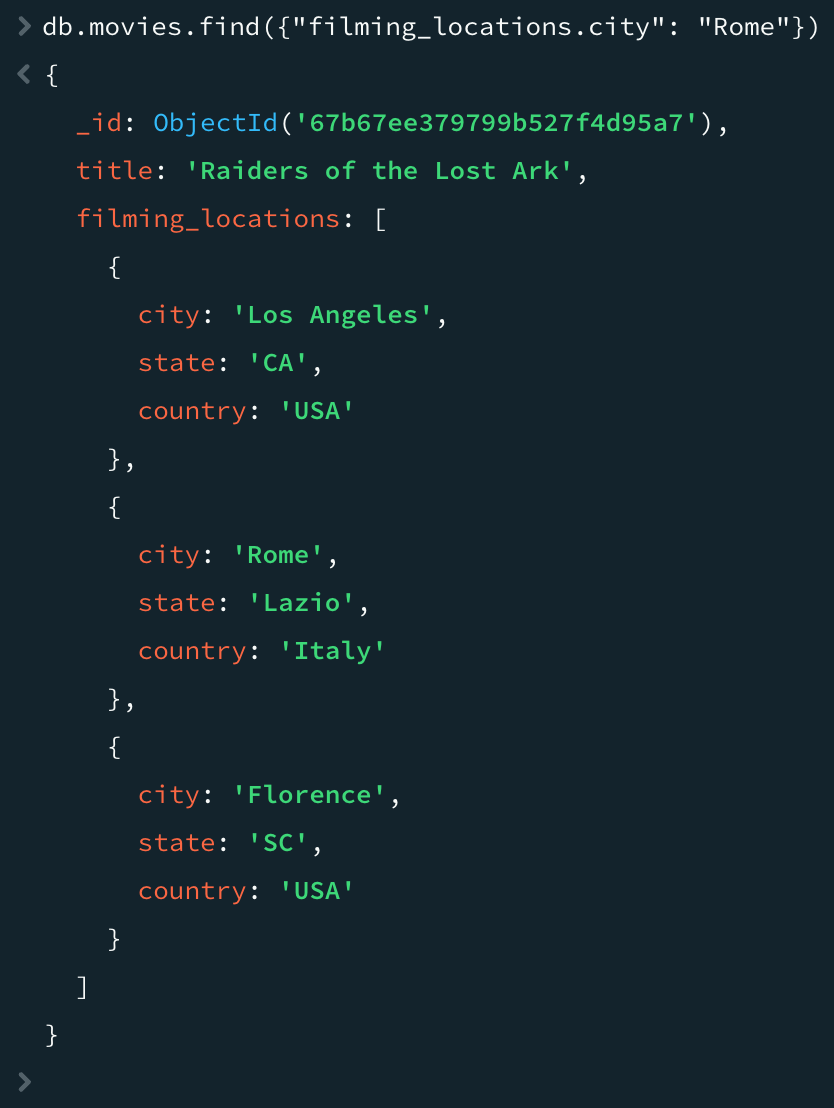 > db.movies.find({"filming_locations.city": "Rome"})
< {
_id: ObjectId('67b67ee379799b527f4d95a7'),
title: 'Raiders of the Lost Ark',
filming_locations: [
{
city: 'Los Angeles',
state: 'CA',
country: 'USA'
},
{
city: 'Rome',
state: 'Lazio',
country: 'Italy'
},
{
city: 'Florence',
state: 'SC',
country: 'USA'
}
]
}
>